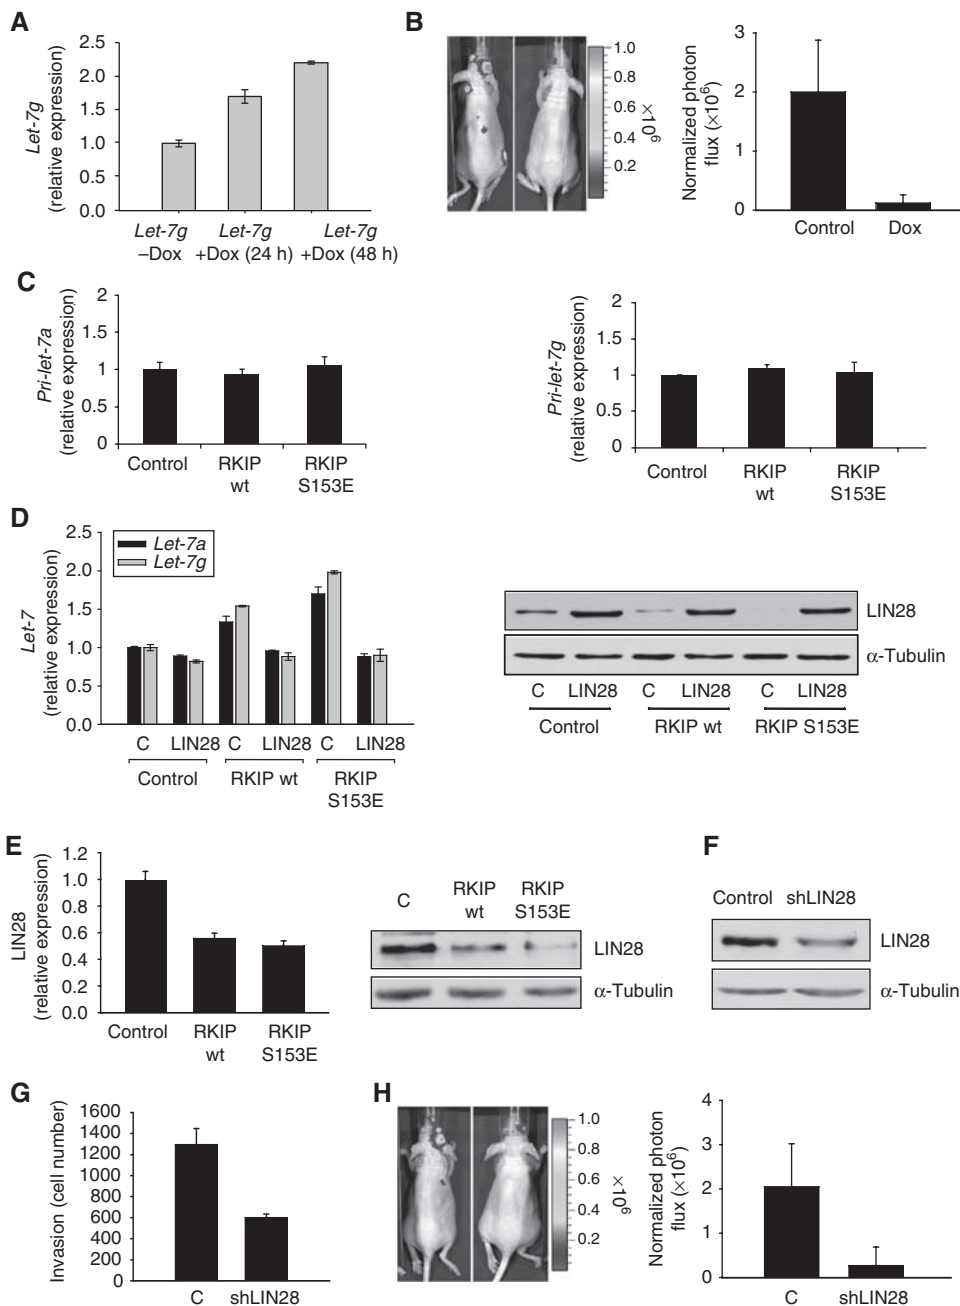 A
Let-7g
(relative expression)
2.5
2.0
1.5
1.0
0.5
0.0
Let-7g
–Dox
Let-7g
+Dox (24 h)
Let-7g
+Dox (48 h)
B
1.0
0.8
0.6
0.4
0.2
×10⁶
Normalized photon
flux (×10⁶)
3
2
1
0
Control
Dox
C
Pri-let-7a
(relative expression)
2
1.5
1
0.5
0
Control
RKIP
wt
RKIP
S153E
Pri-let-7g
(relative expression)
2
1.5
1
0.5
0
Control
RKIP
wt
RKIP
S153E
D
Let-7
(relative expression)
2.5
2.0
1.5
1.0
0.5
0.0
Let-7a
Let-7g
C LIN28 C LIN28 C LIN28
Control
RKIP wt
RKIP
S153E
LIN28
α-Tubulin
C LIN28 C LIN28 C LIN28
Control RKIP wt RKIP S153E
E
LIN28
(relative expression)
1.2
1.0
0.8
0.6
0.4
0.2
0.0
Control
RKIP
wt
RKIP
S153E
C
RKIP
wt
RKIP
S153E
LIN28
α-Tubulin
F
Control shLIN28
LIN28
α-Tubulin
G
Invasion (cell number)
1600
1400
1200
1000
800
600
400
200
0
C shLIN28
H
1.0
0.8
0.6
0.4
0.2
×10⁶
Normalized photon
flux (×10⁶)
4
3
2
1
0
C shLIN28